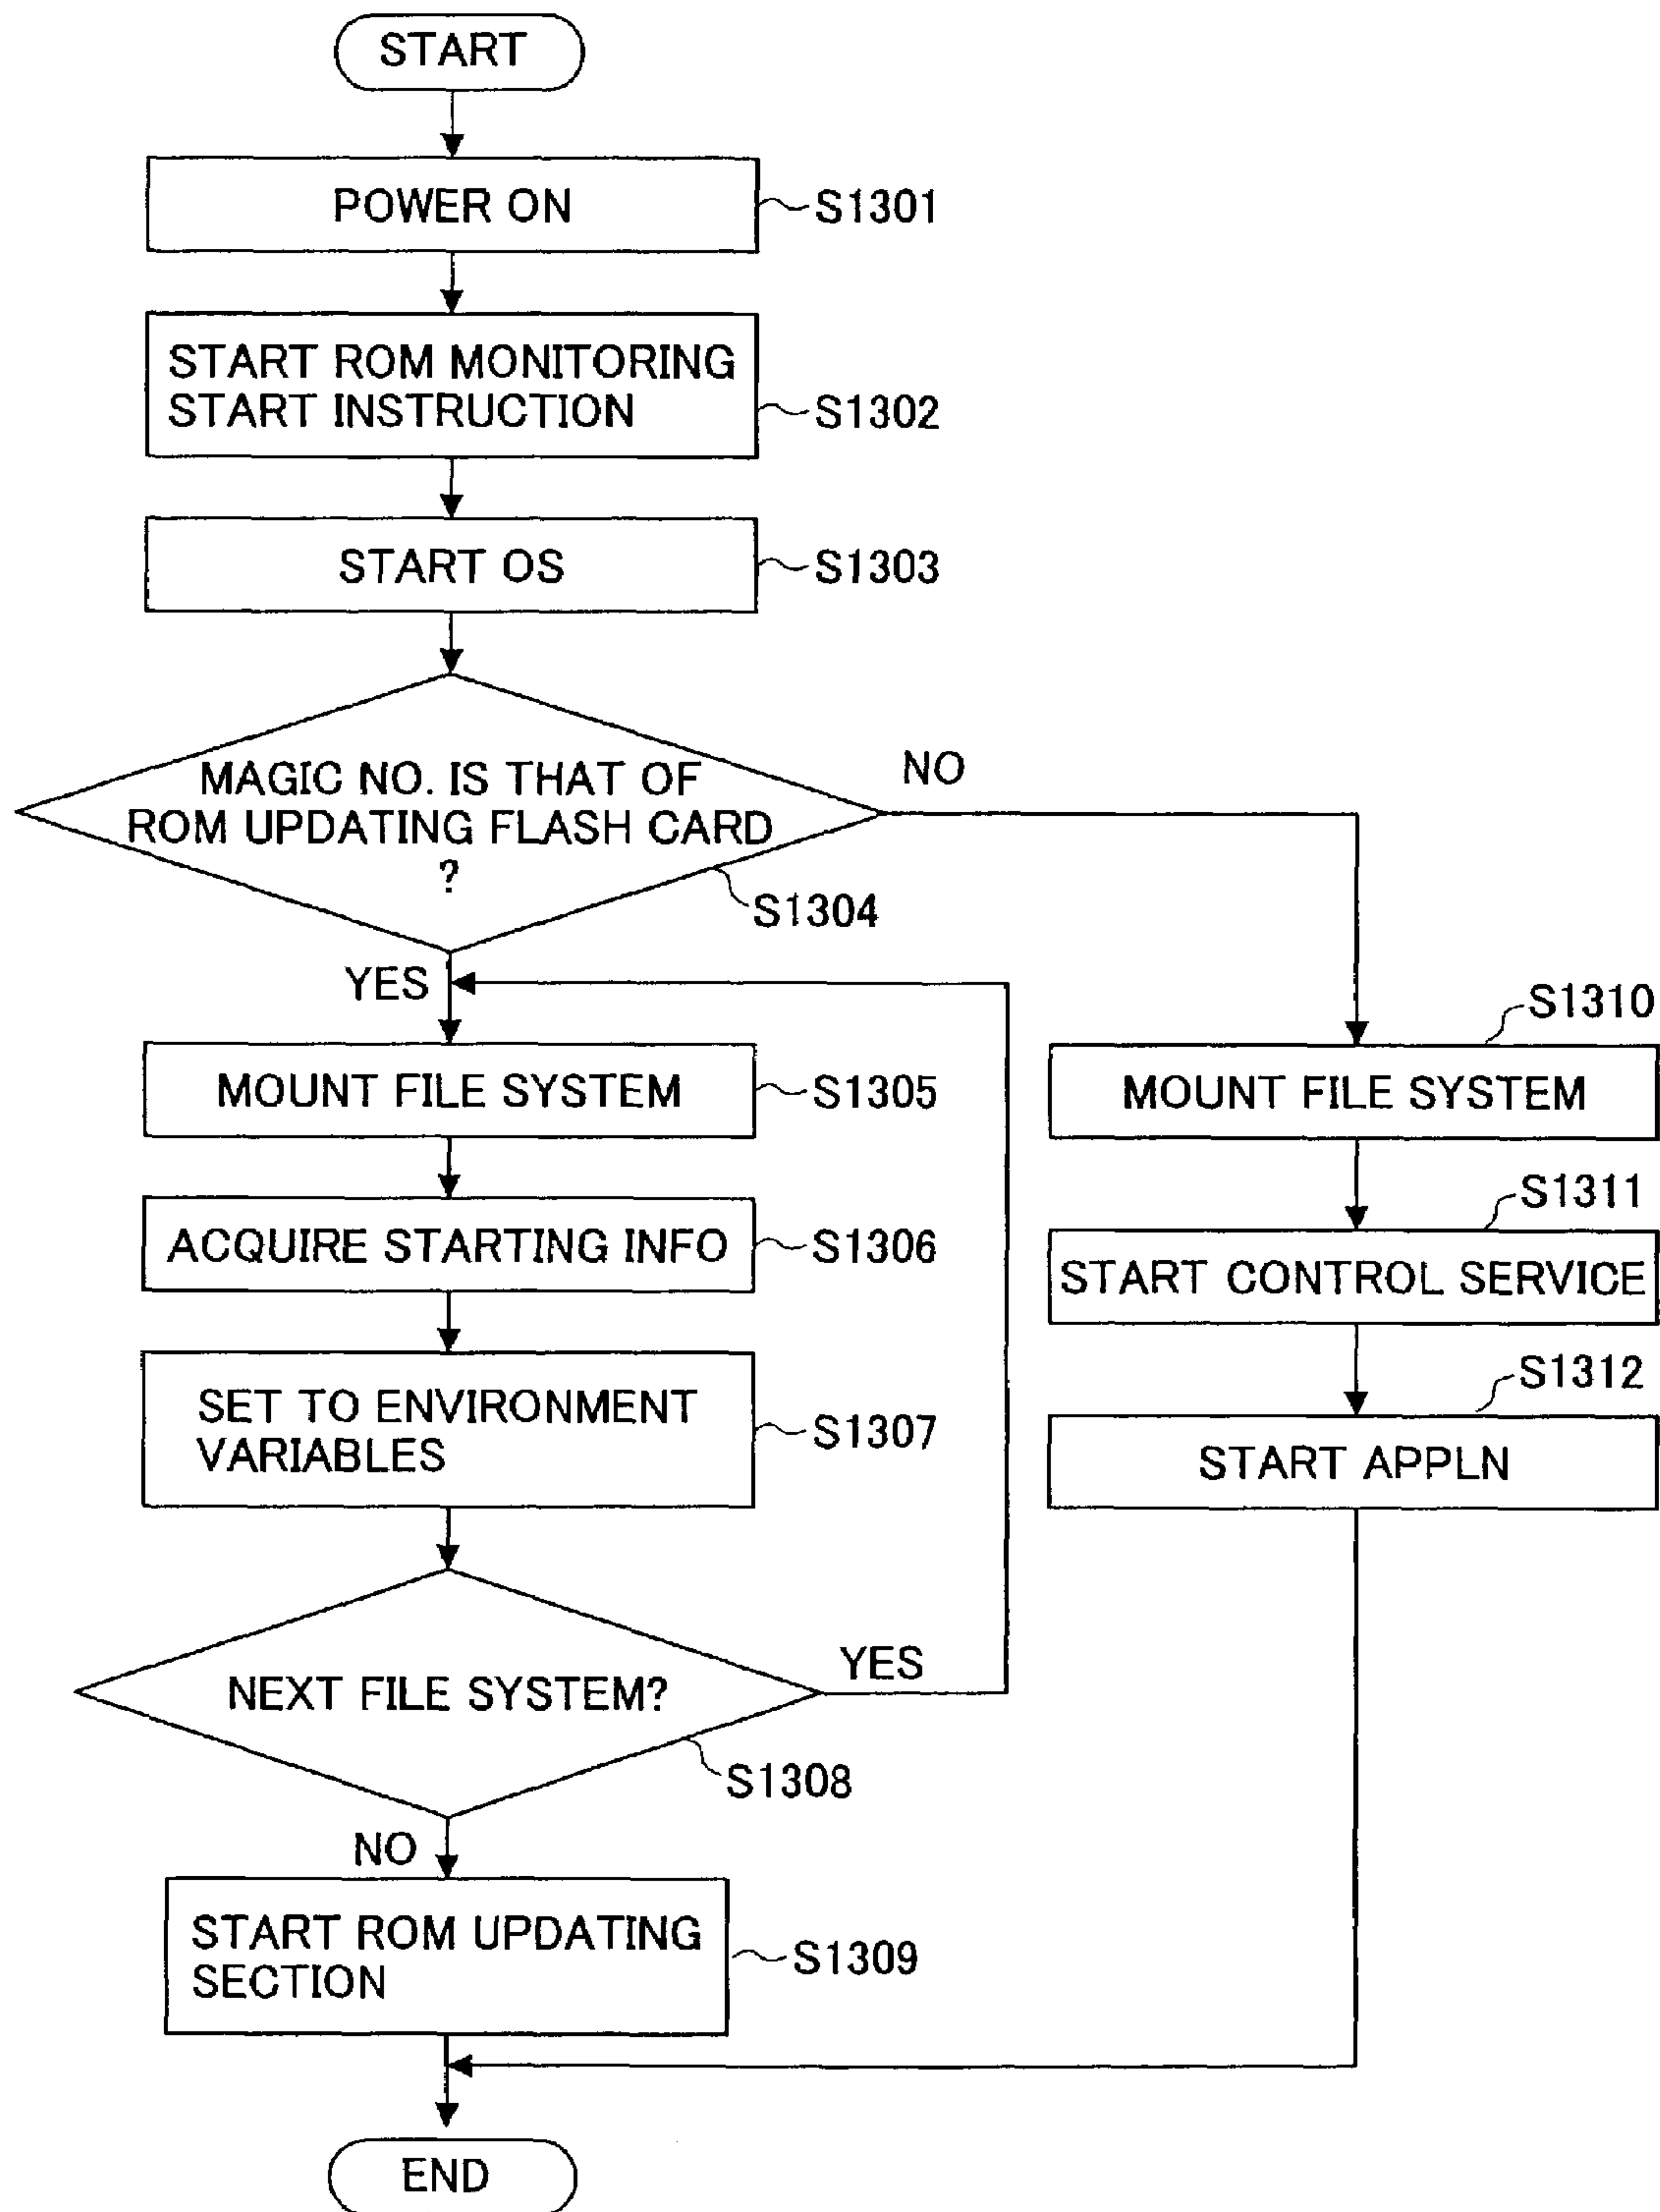 START
POWER ON
S1301
START ROM MONITORING
START INSTRUCTION
S1302
START OS
S1303
MAGIC NO. IS THAT OF
ROM UPDATING FLASH CARD
?
S1304
NO
YES
MOUNT FILE SYSTEM
S1305
ACQUIRE STARTING INFO
S1306
SET TO ENVIRONMENT
VARIABLES
S1307
NEXT FILE SYSTEM?
YES
S1308
NO
START ROM UPDATING
SECTION
S1309
S1310
MOUNT FILE SYSTEM
S1311
START CONTROL SERVICE
S1312
START APPLN
END